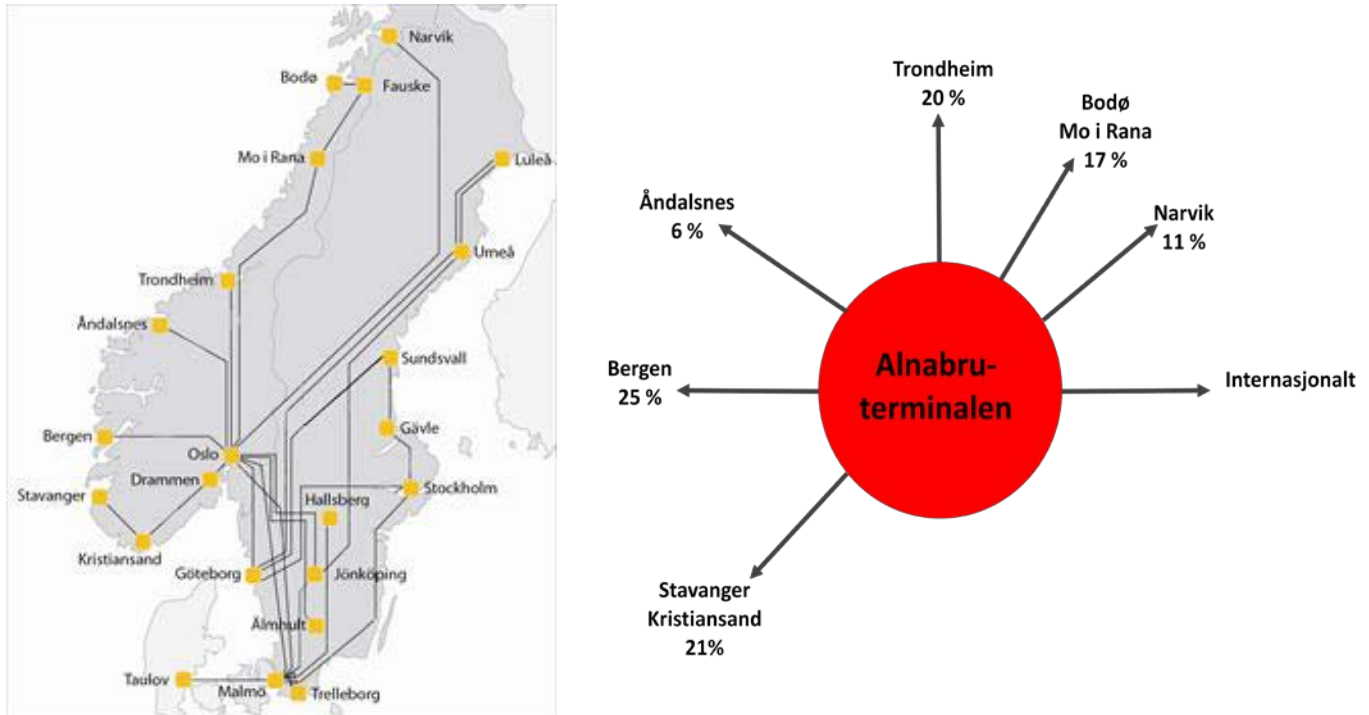 Narvik
Bodø
Fauske
Mo i Rana
Luleå
Umeå
Trondheim
Åndalsnes
Sundsvall
Bergen
Gävle
Oslo
Drammen
Stavanger
Hallsberg
Stockholm
Kristiansand
Göteborg
Jönköping
Älmhult
Taulov
Malmö
Trelleborg
Trondheim
20 %
Bodø
Mo i Rana
17 %
Åndalsnes
6 %
Narvik
11 %
Bergen
25 %
Alnabru-
terminalen
Internasjonalt
Stavanger
Kristiansand
21%